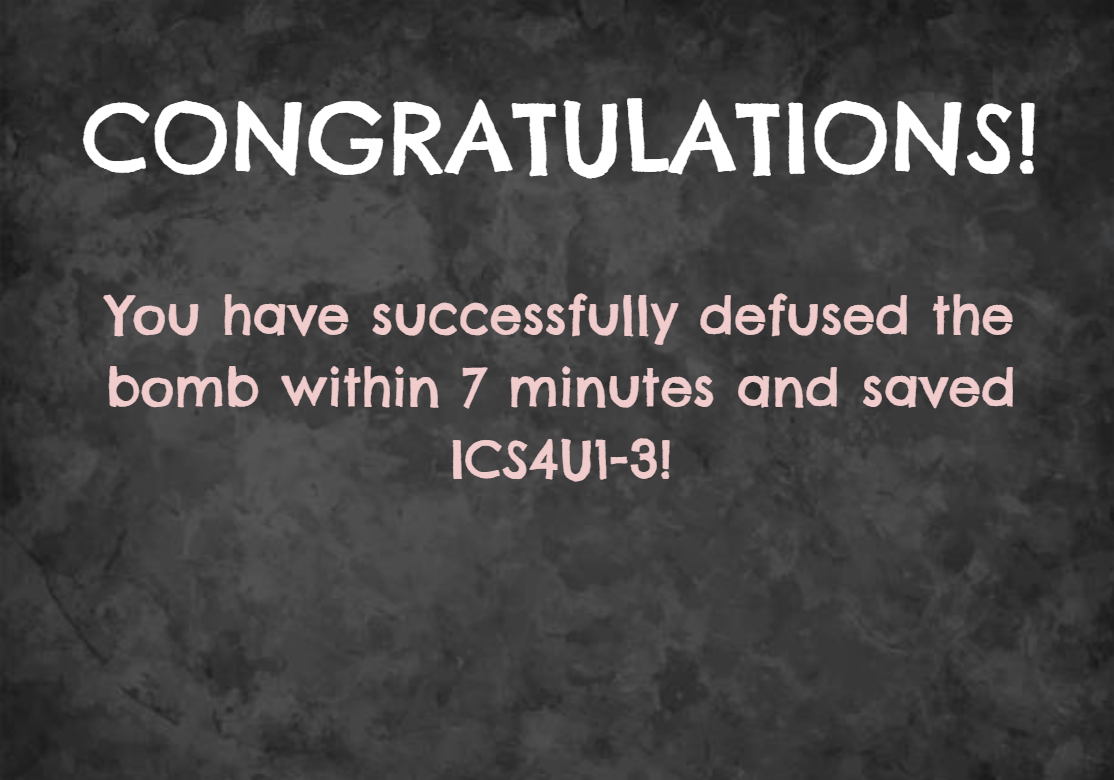 CONGRATULATIONS!
You have successfully defused the
bomb within 7 minutes and saved
ICS4U1-3!